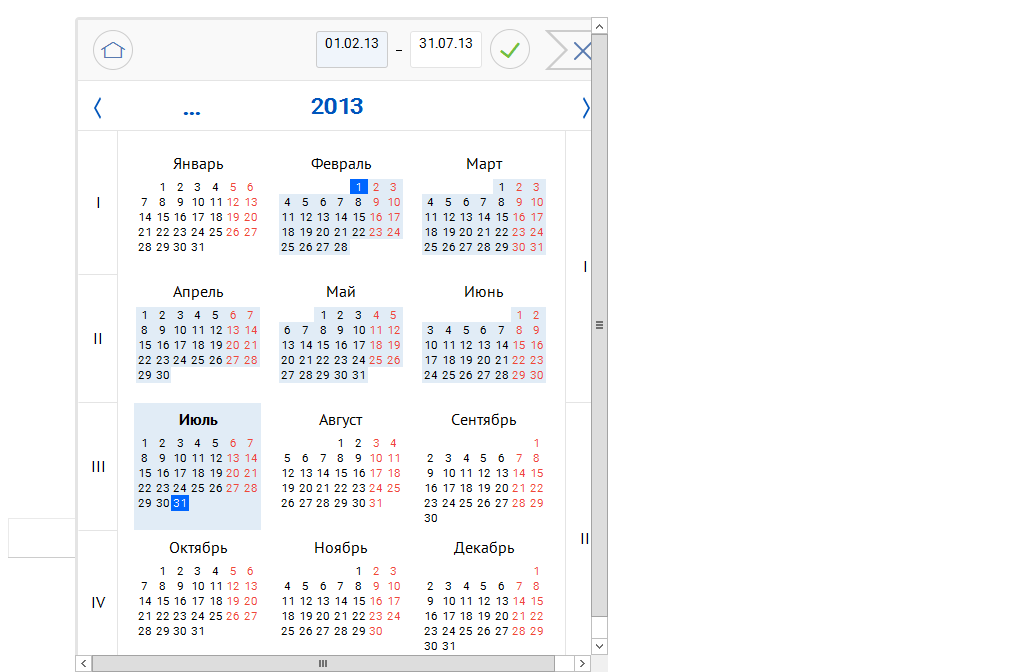 01.02.13 – 31.07.13
... 2013
Январь Февраль Март
1 2 3 4 5 6 1 2 3 1 2 3
7 8 9 10 11 12 13 4 5 6 7 8 9 10 4 5 6 7 8 9 10
14 15 16 17 18 19 20 11 12 13 14 15 16 17 11 12 13 14 15 16 17
I
21 22 23 24 25 26 27 18 19 20 21 22 23 24 18 19 20 21 22 23 24
28 29 30 31 25 26 27 28 25 26 27 28 29 30 31
I
Апрель Май Июнь
1 2 3 4 5 6 7 1 2 3 4 5 1 2
8 9 10 11 12 13 14 6 7 8 9 10 11 12 3 4 5 6 7 8 9
II
15 16 17 18 19 20 21 13 14 15 16 17 18 19 10 11 12 13 14 15 16
22 23 24 25 26 27 28 20 21 22 23 24 25 26 17 18 19 20 21 22 23
29 30 27 28 29 30 31 24 25 26 27 28 29 30
Июль Август Сентябрь
1 2 3 4 5 6 7 1 2 3 4 1
8 9 10 11 12 13 14 5 6 7 8 9 10 11 2 3 4 5 6 7 8
III
15 16 17 18 19 20 21 12 13 14 15 16 17 18 9 10 11 12 13 14 15
22 23 24 25 26 27 28 19 20 21 22 23 24 25 16 17 18 19 20 21 22
29 30 31 26 27 28 29 30 31 23 24 25 26 27 28 29
30
II
Октябрь Ноябрь Декабрь
1 2 3 4 5 6 1 2 3 1
7 8 9 10 11 12 13 4 5 6 7 8 9 10 2 3 4 5 6 7 8
IV
14 15 16 17 18 19 20 11 12 13 14 15 16 17 9 10 11 12 13 14 15
21 22 23 24 25 26 27 18 19 20 21 22 23 24 16 17 18 19 20 21 22
28 29 30 31 25 26 27 28 29 30 23 24 25 26 27 28 29
30 31